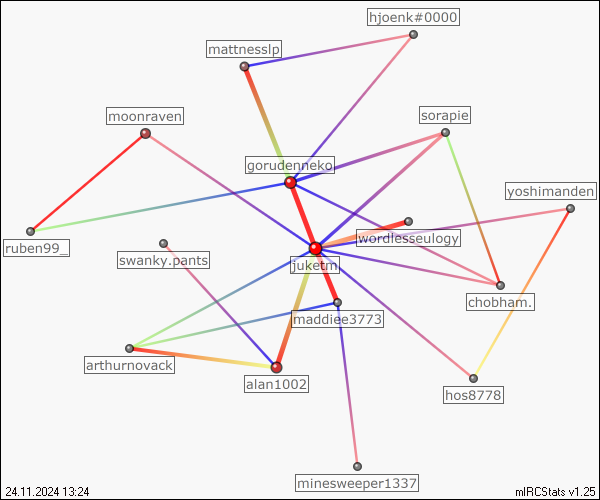 hjoenk#0000
mattnesslp
moonraven
sorapie
gorudenneko
yoshimanden
wordlesseulogy
ruben99_
swanky.pants
juketm
chobham.
maddiee3773
arthurnovack
alan1002
hos8778
minesweeper1337
24.11.2024 13:24
mIRCStats v1.25